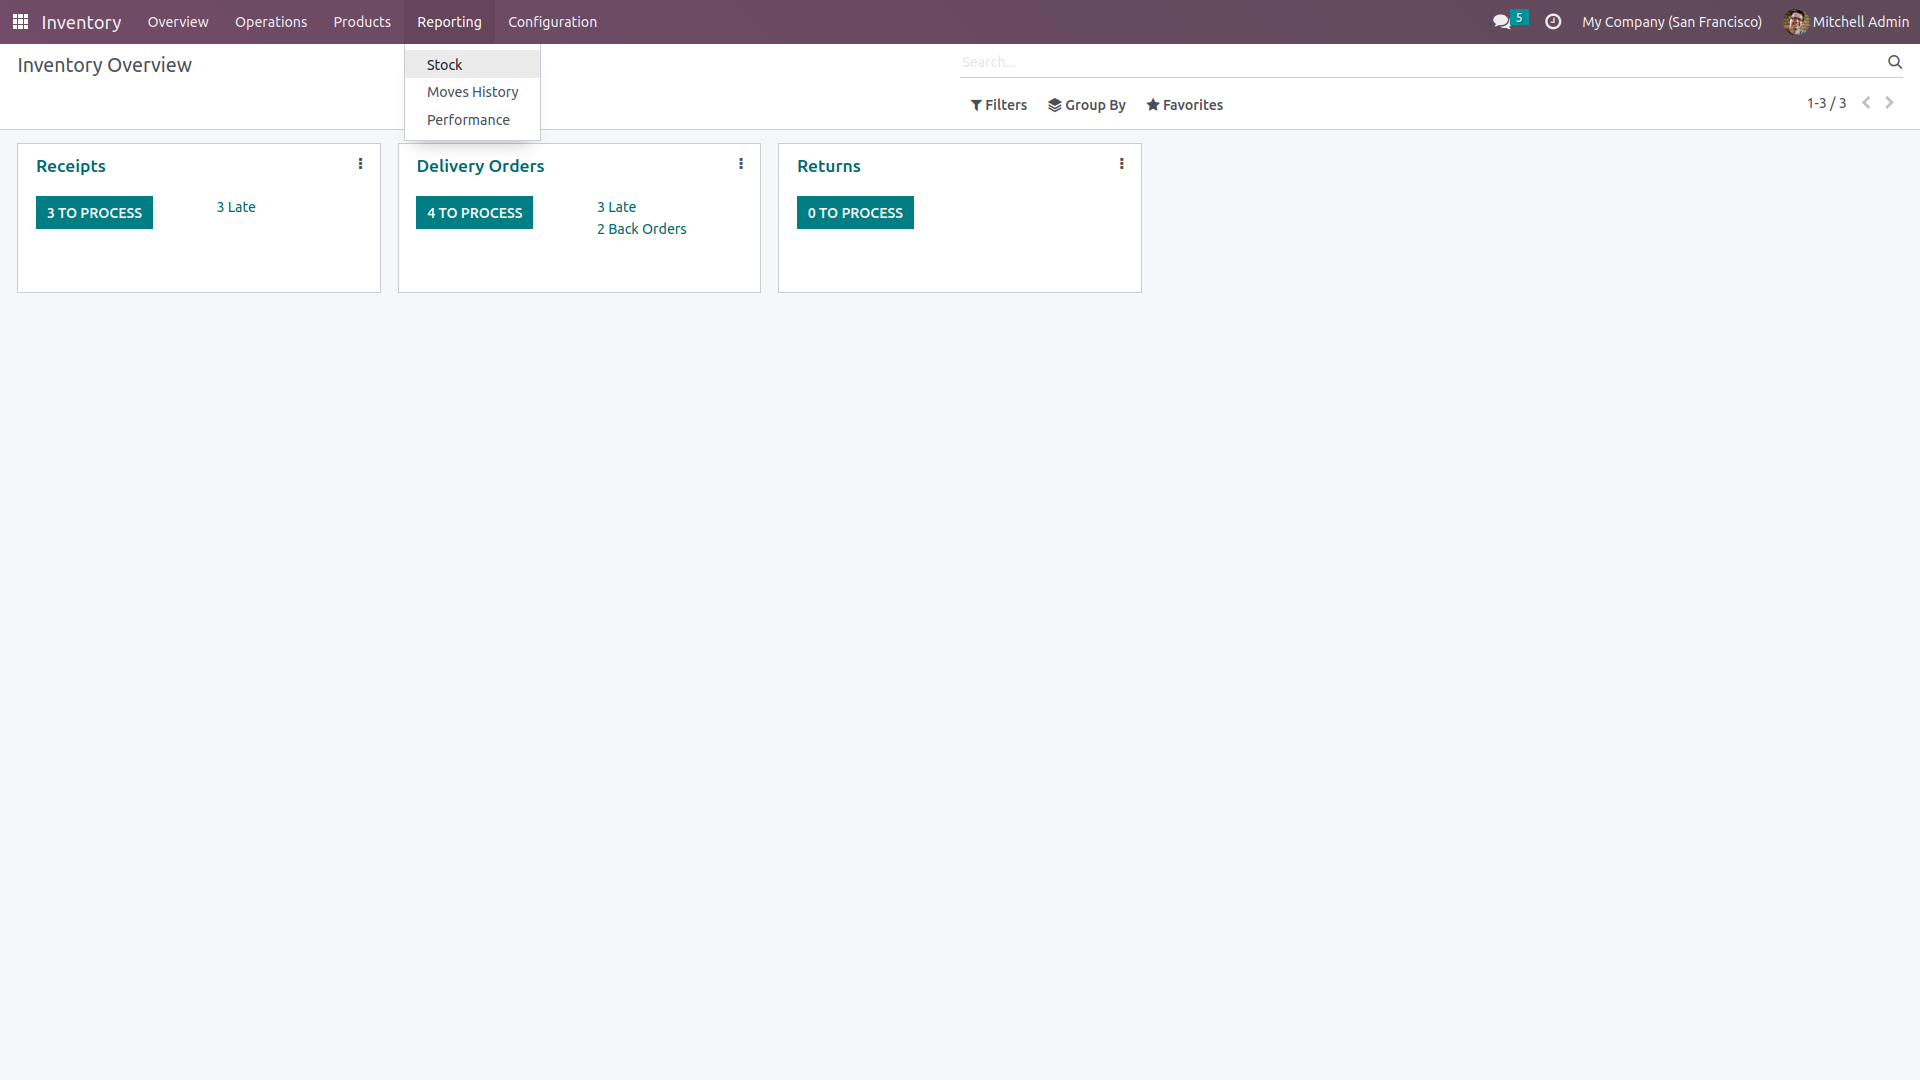 Inventory Overview Operations Products Reporting Configuration 5 My Company (San Francisco) Mitchell Admin
Inventory Overview
Stock
Moves History
Performance
Search...
Filters Group By Favorites
1-3 / 3
Receipts
3 TO PROCESS
3 Late
Delivery Orders
4 TO PROCESS
3 Late
2 Back Orders
Returns
0 TO PROCESS